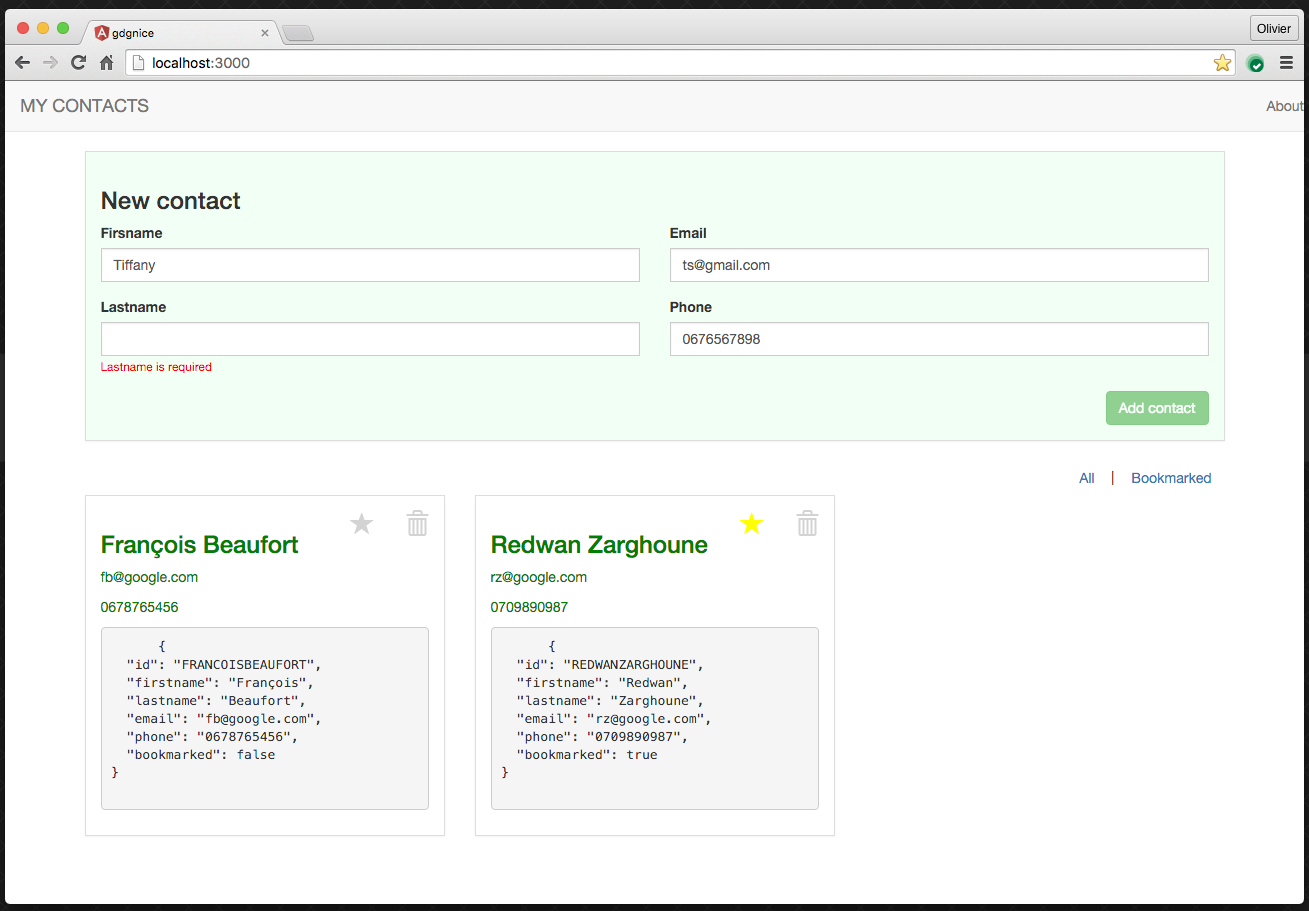 gdgnice
Olivier
localhost:3000
MY CONTACTS
About
New contact
Firsname
Tiffany
Email
ts@gmail.com
Lastname
Phone
0676567898
Lastname is required
Add contact
All | Bookmarked
François Beaufort
fb@google.com
0678765456
{
"id": "FRANCOISBEAUFORT",
"firstname": "François",
"lastname": "Beaufort",
"email": "fb@google.com",
"phone": "0678765456",
"bookmarked": false
}
Redwan Zarghoune
rz@google.com
0709890987
{
"id": "REDWANZARGHOUNE",
"firstname": "Redwan",
"lastname": "Zarghoune",
"email": "rz@google.com",
"phone": "0709890987",
"bookmarked": true
}